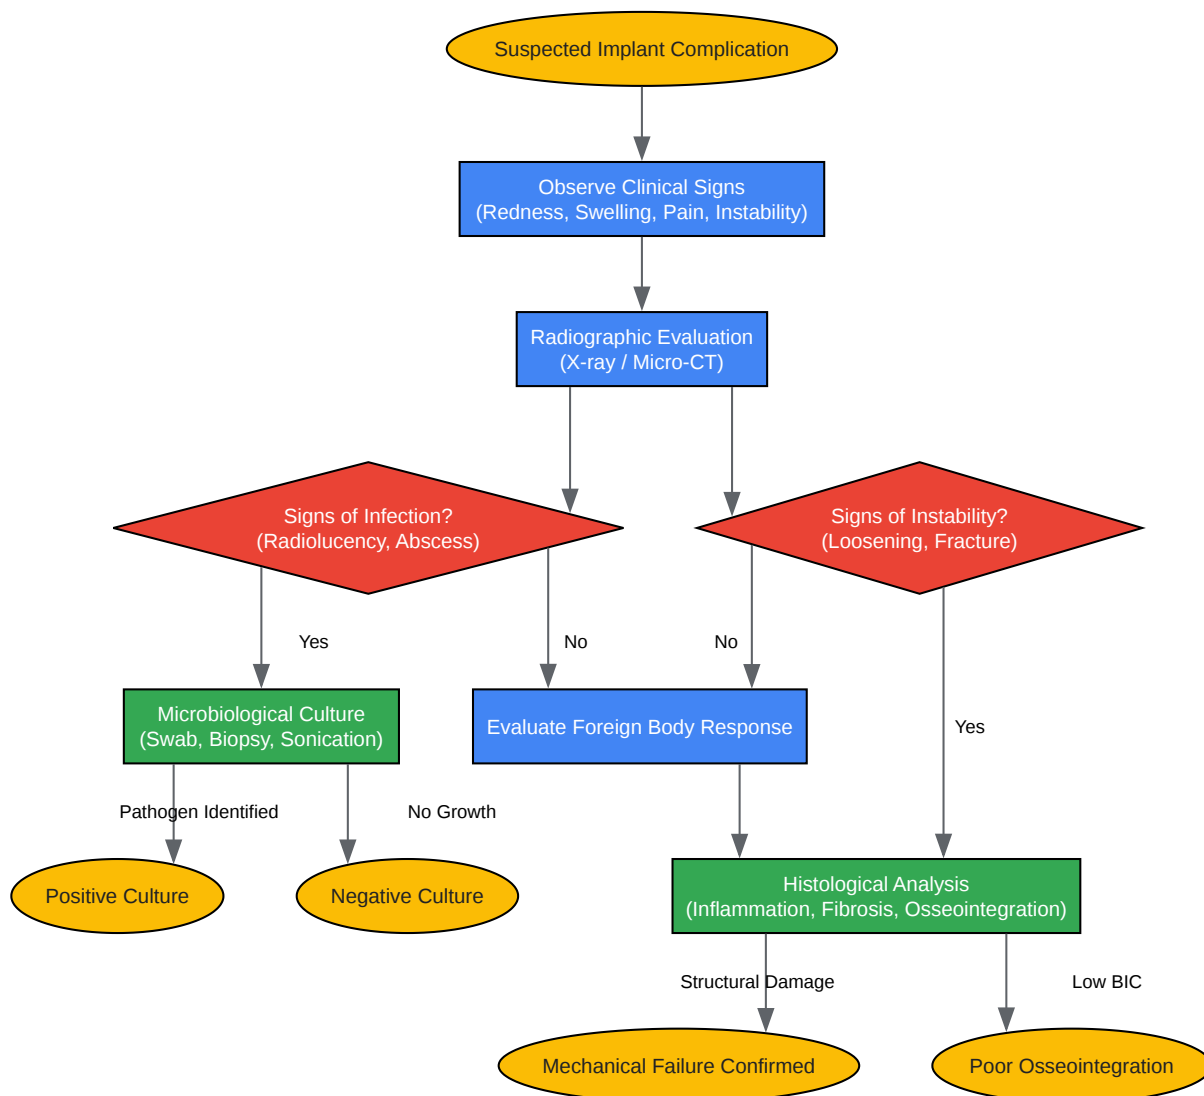 Suspected Implant Complication
Observe Clinical Signs
(Redness, Swelling, Pain, Instability)
Radiographic Evaluation
(X-ray / Micro-CT)
Signs of Infection?
(Radiolucency, Abscess)
Signs of Instability?
(Loosening, Fracture)
Yes
No
No
Microbiological Culture
(Swab, Biopsy, Sonication)
Evaluate Foreign Body Response
Yes
Pathogen Identified
No Growth
Positive Culture
Negative Culture
Histological Analysis
(Inflammation, Fibrosis, Osseointegration)
Structural Damage
Low BIC
Mechanical Failure Confirmed
Poor Osseointegration